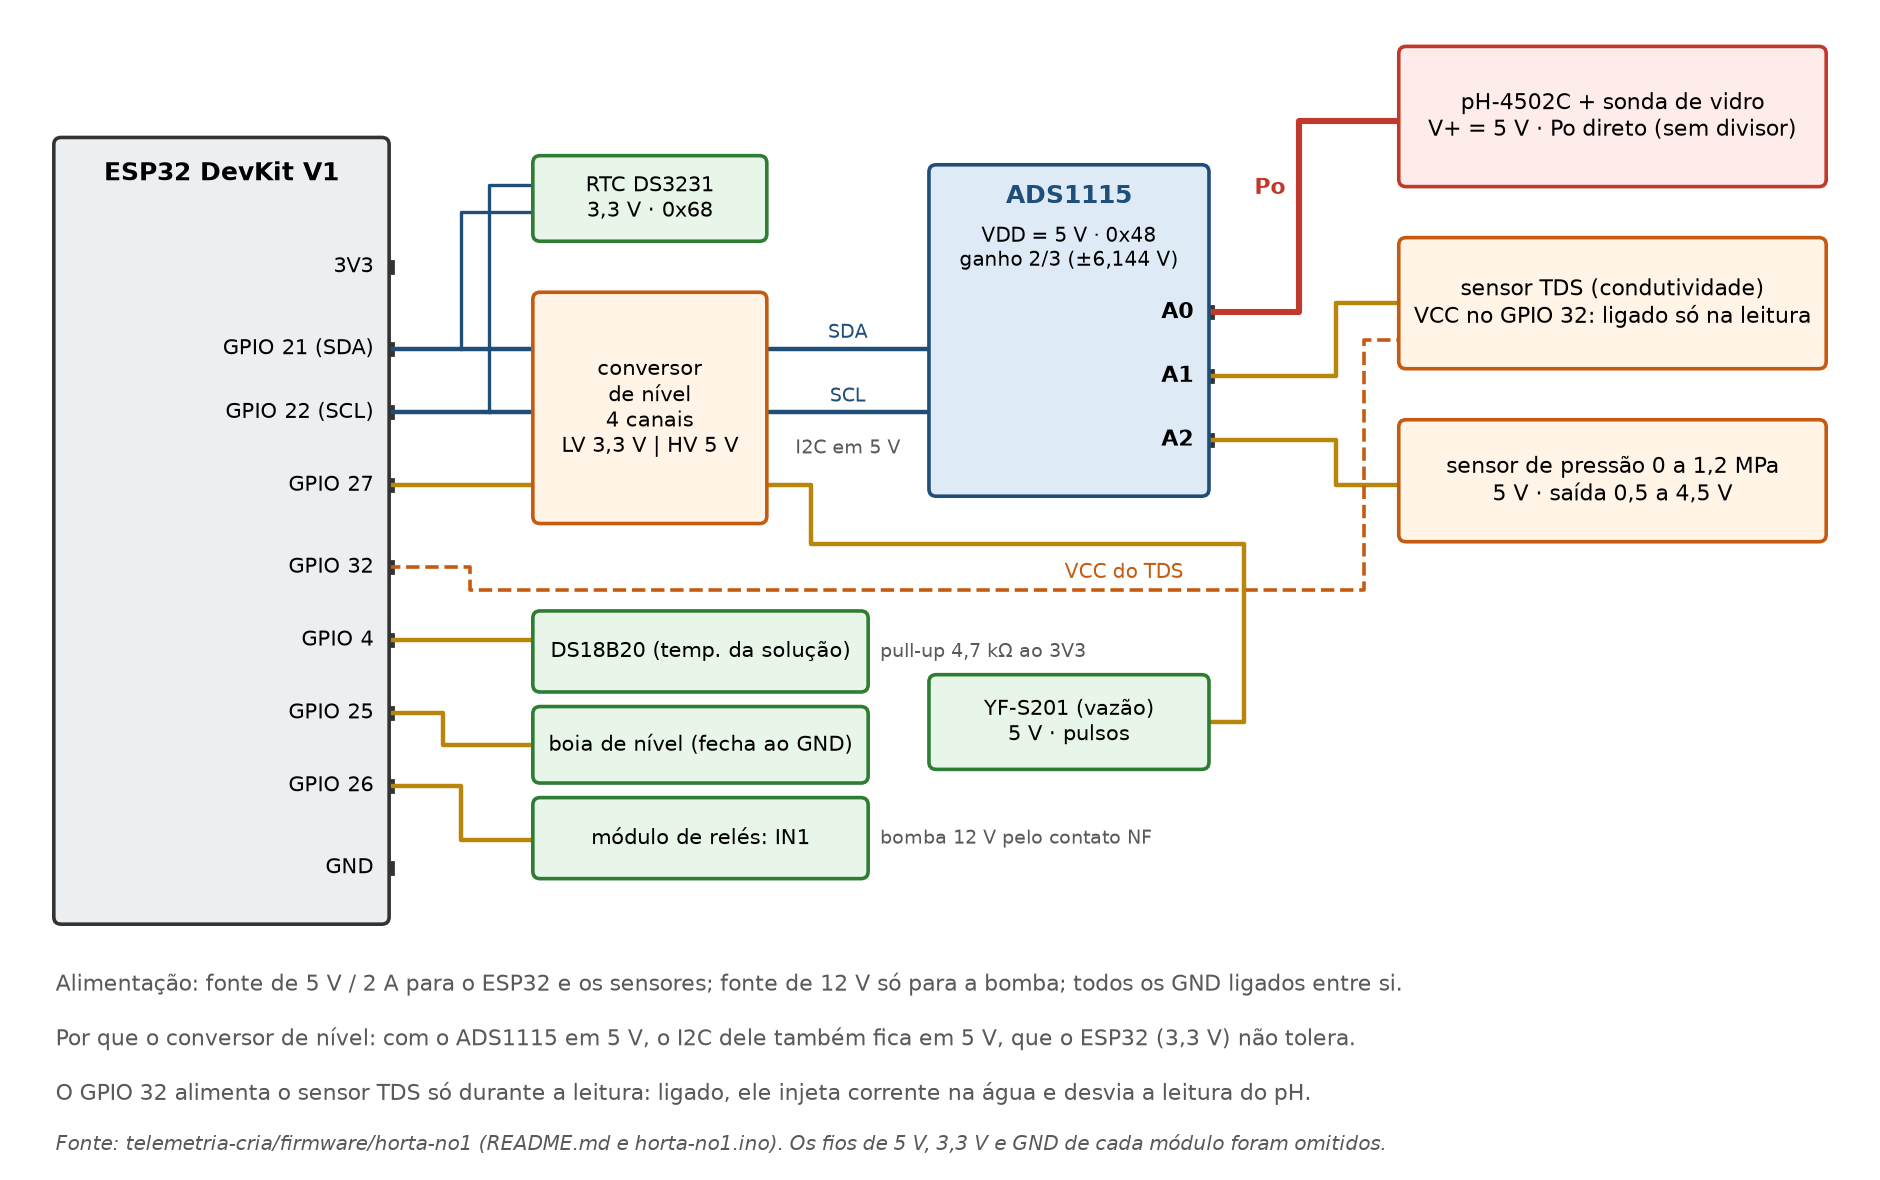 ESP32 DevKit V1
3V3
GPIO 21 (SDA)
GPIO 22 (SCL)
GPIO 27
GPIO 32
GPIO 4
GPIO 25
GPIO 26
GND
RTC DS3231
3,3 V · 0x68
conversor
de nível
4 canais
LV 3,3 V | HV 5 V
SDA
SCL
I2C em 5 V
ADS1115
VDD = 5 V · 0x48
ganho 2/3 (±6,144 V)
A0
A1
A2
Po
pH-4502C + sonda de vidro
V+ = 5 V · Po direto (sem divisor)
sensor TDS (condutividade)
VCC no GPIO 32: ligado só na leitura
sensor de pressão 0 a 1,2 MPa
5 V · saída 0,5 a 4,5 V
VCC do TDS
DS18B20 (temp. da solução)
pull-up 4,7 kΩ ao 3V3
YF-S201 (vazão)
5 V · pulsos
boia de nível (fecha ao GND)
módulo de relés: IN1
bomba 12 V pelo contato NF
Alimentação: fonte de 5 V / 2 A para o ESP32 e os sensores; fonte de 12 V só para a bomba; todos os GND ligados entre si.
Por que o conversor de nível: com o ADS1115 em 5 V, o I2C dele também fica em 5 V, que o ESP32 (3,3 V) não tolera.
O GPIO 32 alimenta o sensor TDS só durante a leitura: ligado, ele injeta corrente na água e desvia a leitura do pH.
Fonte: telemetria-cria/firmware/horta-no1 (README.md e horta-no1.ino). Os fios de 5 V, 3,3 V e GND de cada módulo foram omitidos.